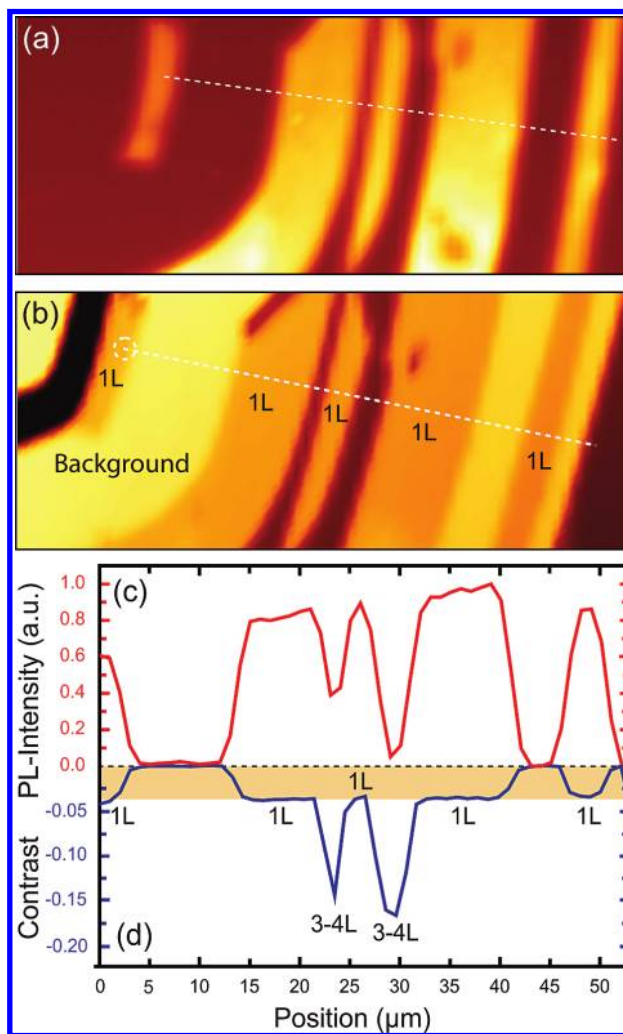 (a)
(b)
1L
1L
1L
1L
1L
Background
(c)
PL-Intensity (a.u.)
1.0
0.8
0.6
0.4
0.2
0.0
1L
1L
1L
1L
1L
-0.05
-0.10
-0.15
-0.20
Contrast
3-4L
3-4L
(d)
0
5
10
15
20
25
30
35
40
45
50
Position (µm)